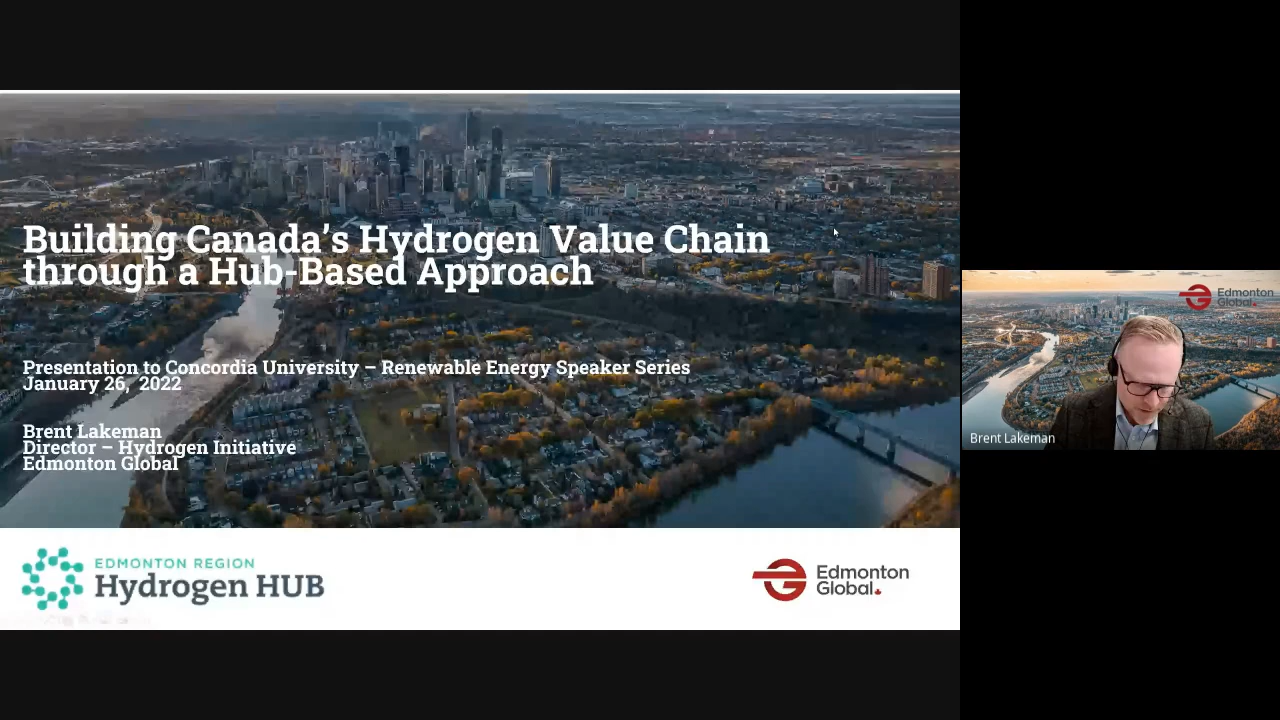 Building Canada's Hydrogen Value Chain
through a Hub-Based Approach
Presentation to Concordia University – Renewable Energy Speaker Series
January 26, 2022
Brent Lakeman
Director – Hydrogen Initiative
Edmonton Global
EDMONTON REGION
Hydrogen HUB
Edmonton
Global
Edmonton
Global
Brent Lakeman